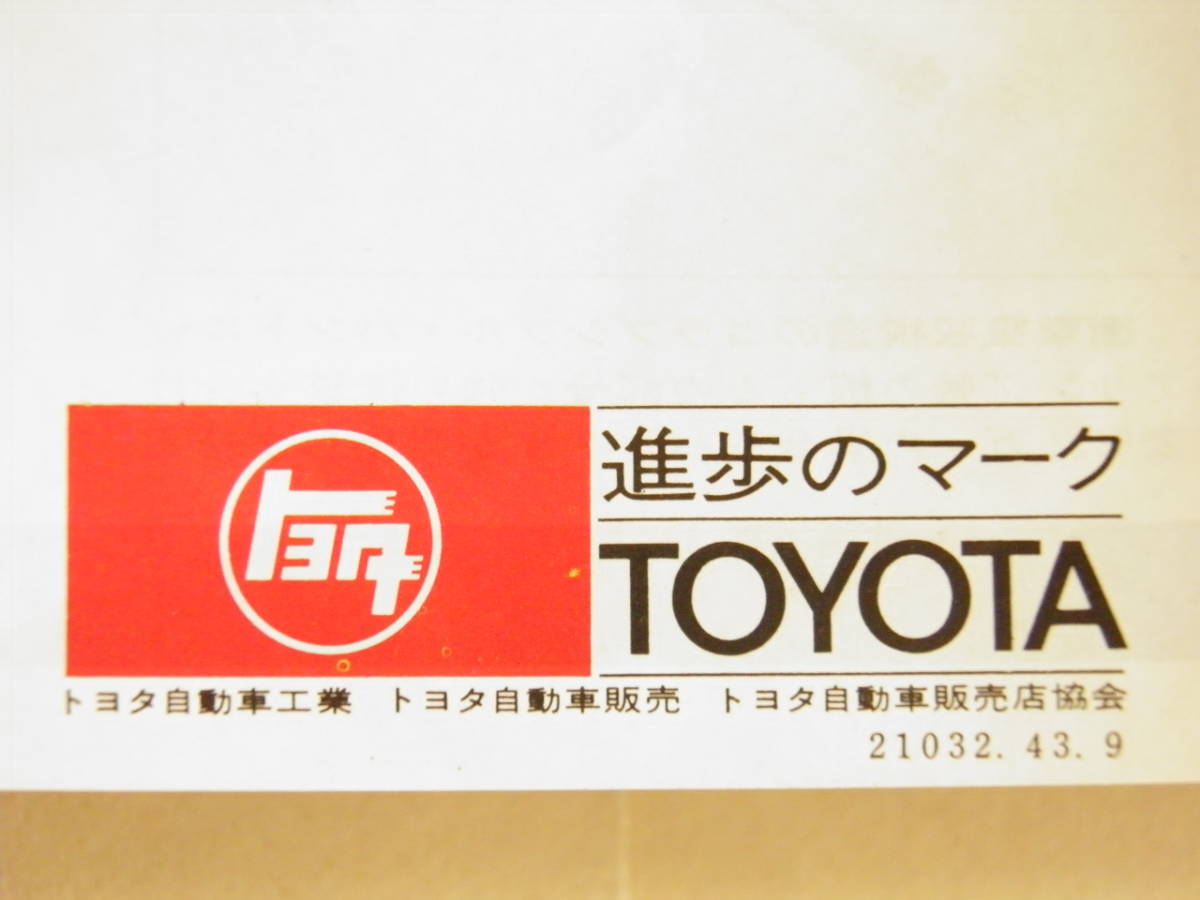 トヨタ
進歩のマーク
TOYOTA
トヨタ自動車工業 トヨタ自動車販売 トヨタ自動車販売店協会
21032. 43. 9